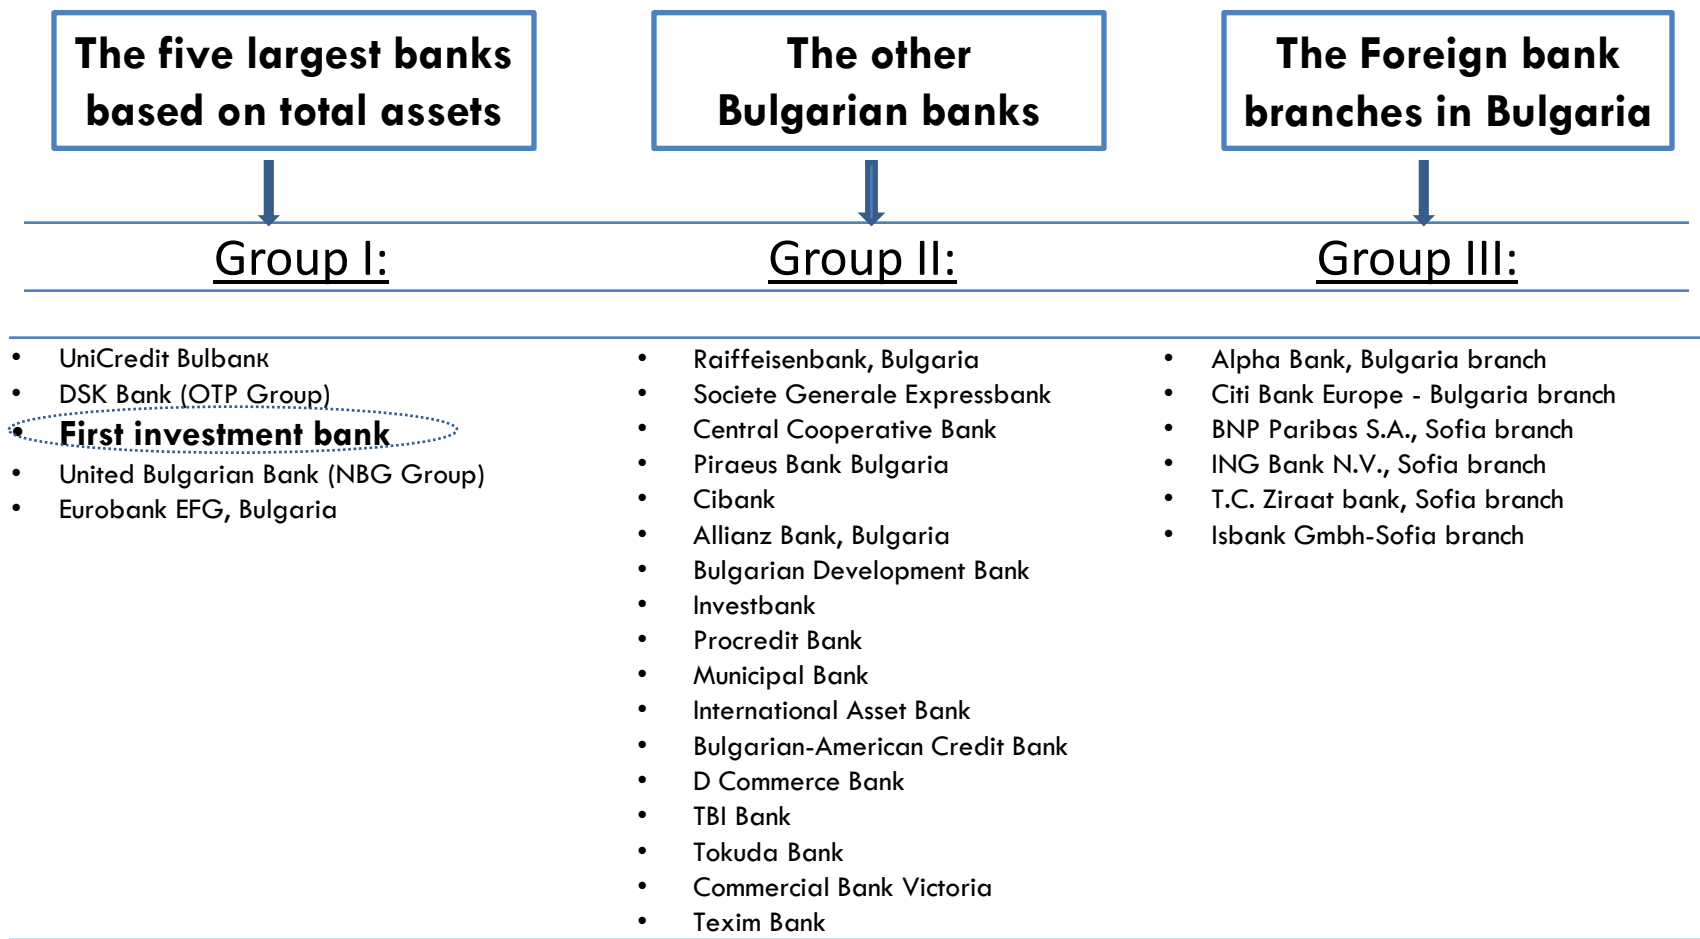 The five largest banks
based on total assets
The other
Bulgarian banks
The Foreign bank
branches in Bulgaria
Group I:
Group II:
Group III:
• UniCredit Bulbanк
• DSK Bank (OTP Group)
• First investment bank
• United Bulgarian Bank (NBG Group)
• Eurobank EFG, Bulgaria
• Raiffeisenbank, Bulgaria
• Societe Generale Expressbank
• Central Cooperative Bank
• Piraeus Bank Bulgaria
• Cibank
• Allianz Bank, Bulgaria
• Bulgarian Development Bank
• Investbank
• Procredit Bank
• Municipal Bank
• International Asset Bank
• Bulgarian-American Credit Bank
• D Commerce Bank
• TBI Bank
• Tokuda Bank
• Commercial Bank Victoria
• Texim Bank
• Alpha Bank, Bulgaria branch
• Citi Bank Europe - Bulgaria branch
• BNP Paribas S.A., Sofia branch
• ING Bank N.V., Sofia branch
• T.C. Ziraat bank, Sofia branch
• Isbank Gmbh-Sofia branch